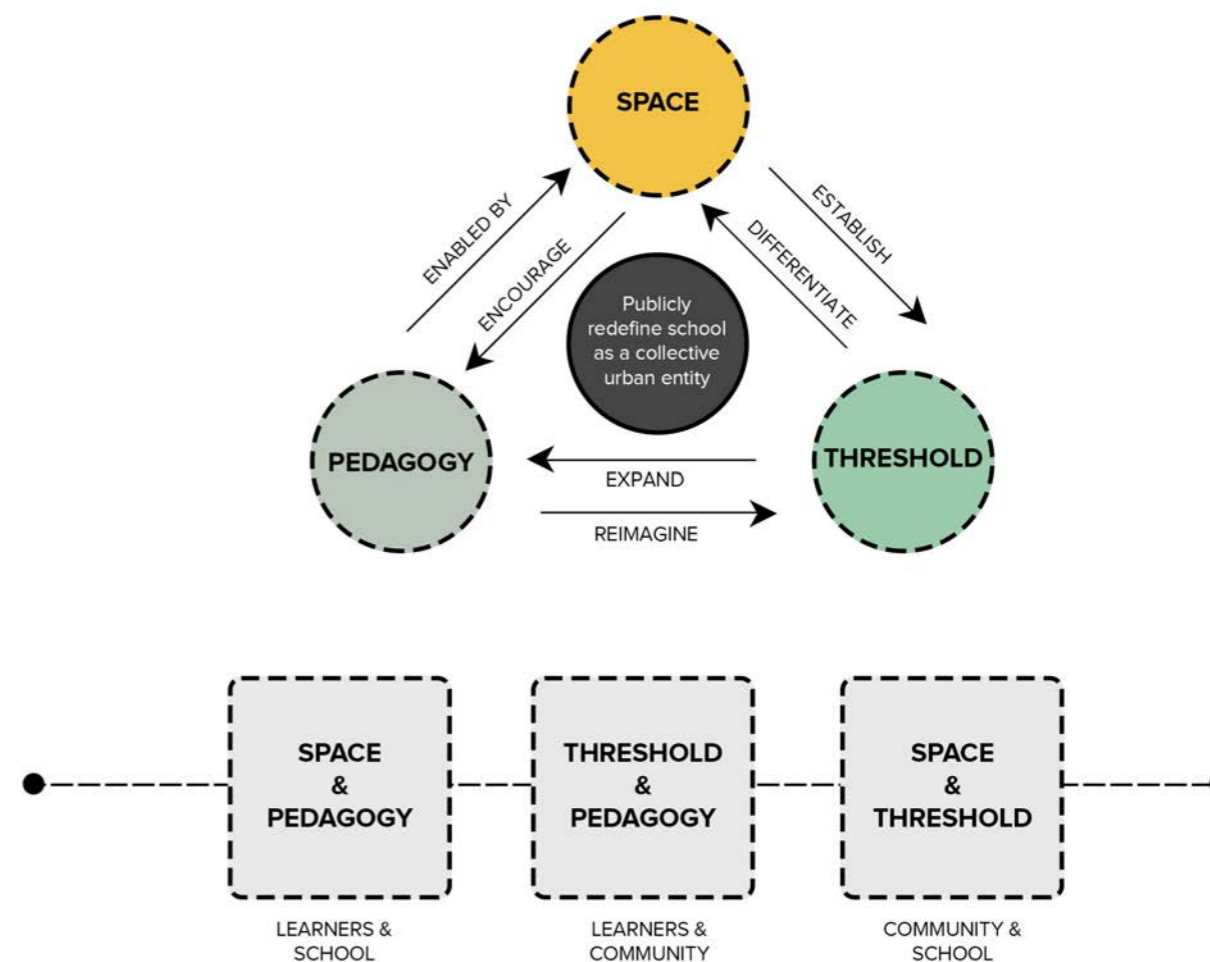 SPACE
ENABLED BY
ENCOURAGE
DIFFERENTIATE
ESTABLISH
Publicly
redefine school
as a collective
urban entity
PEDAGOGY
THRESHOLD
EXPAND
REIMAGINE
SPACE
&
PEDAGOGY
THRESHOLD
&
PEDAGOGY
SPACE
&
THRESHOLD
LEARNERS &
SCHOOL
LEARNERS &
COMMUNITY
COMMUNITY &
SCHOOL